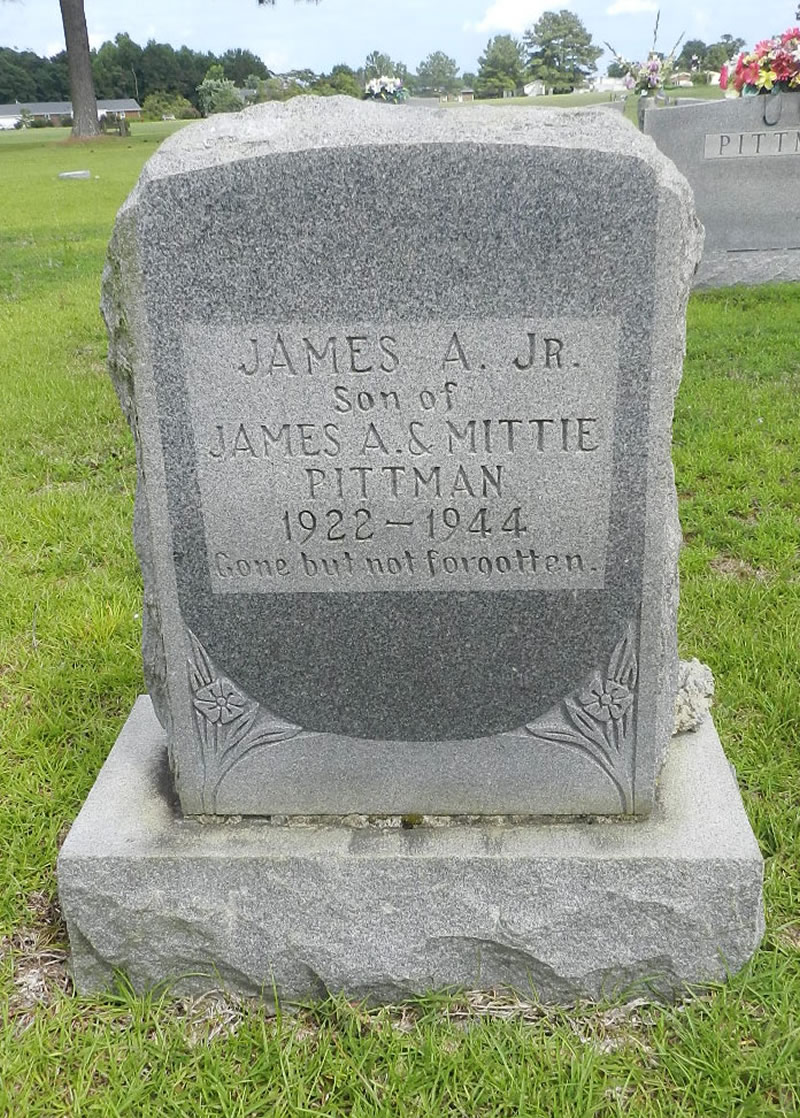 JAMES A. JR.
Son of
JAMES A. & MITTIE
PITTMAN
1922 – 1944
Gone but not forgotten.
PITTM